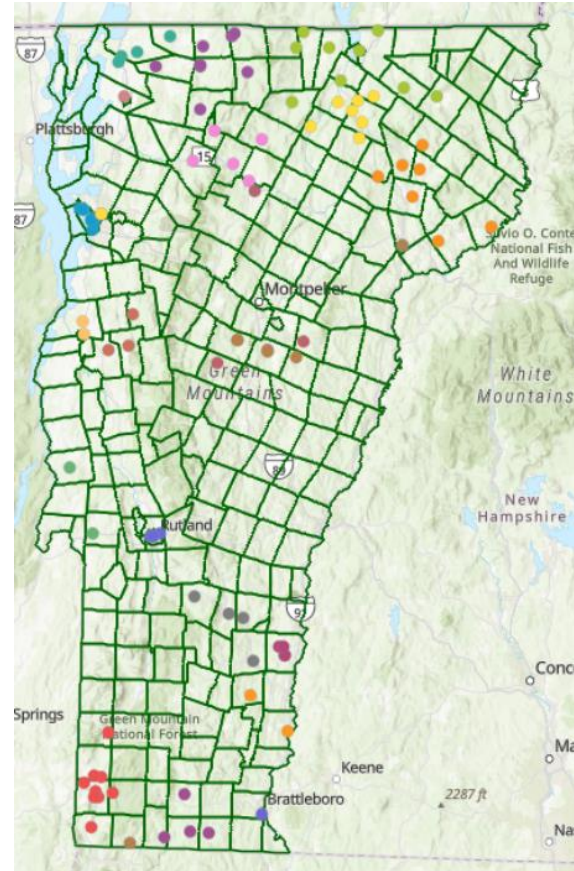 87
Plattsburgh
15
87
Silvio O. Conte
National Fish
And Wildlife
Refuge
Montpelier
Green
Mountains
White
Mountains
89
New
Hampshire
Rutland
91
Conc
Springs
Green Mountain
National Forest
Ma
Keene
2287 ft
Brattleboro
Na